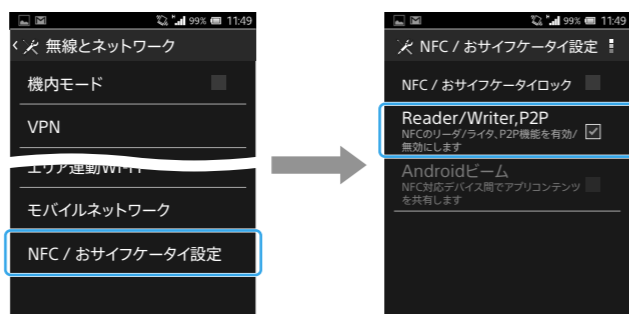 99% 11:49
無線とネットワーク
機内モード
VPN
エリア連動Wi-Fi
モバイルネットワーク
NFC / おサイフケータイ設定
99% 11:49
NFC / おサイフケータイ設定
NFC / おサイフケータイロック
Reader/Writer,P2P
NFCのリーダ/ライタ、P2P機能を有効/
無効にします
Androidビーム
NFC対応デバイス間でアプリコンテンツ
を共有します